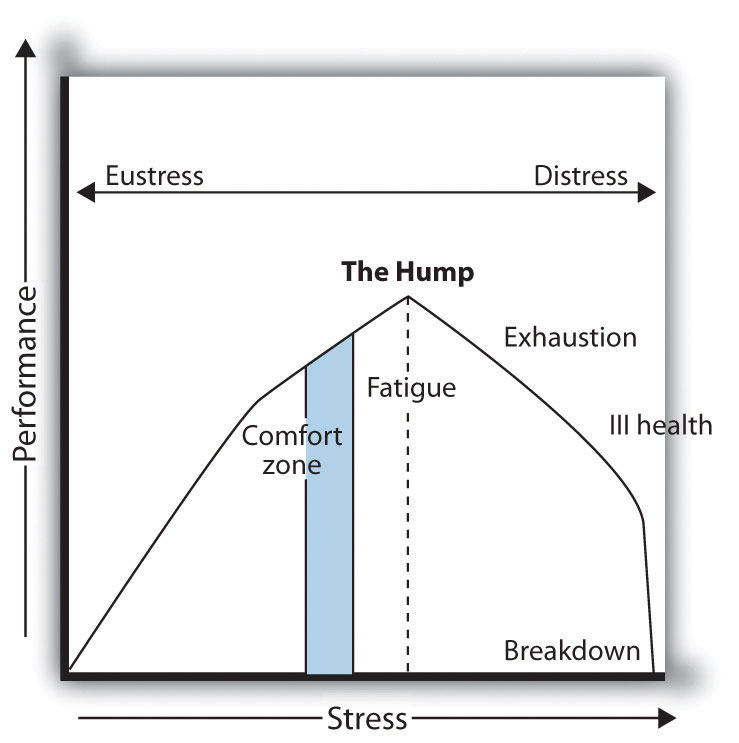 Eustress
Distress
The Hump
Exhaustion
Fatigue
Ill health
Comfort
zone
Performance
Breakdown
Stress